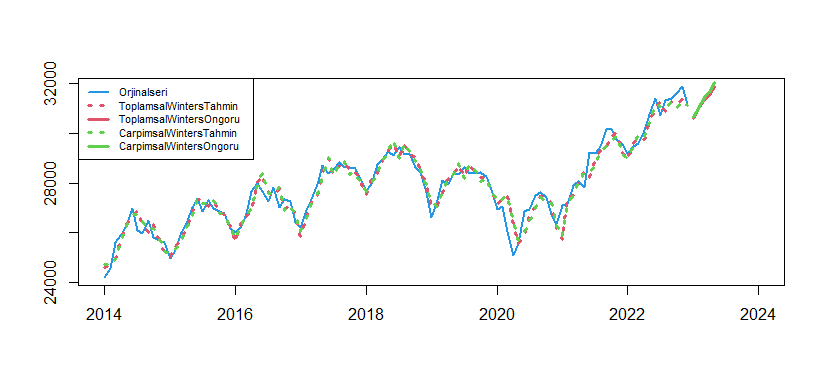 32000
28000
24000
Orjinalseri
ToplamsalWintersTahmin
ToplamsalWintersOngoru
CarpimsalWintersTahmin
CarpimsalWintersOngoru
2014 2016 2018 2020 2022 2024